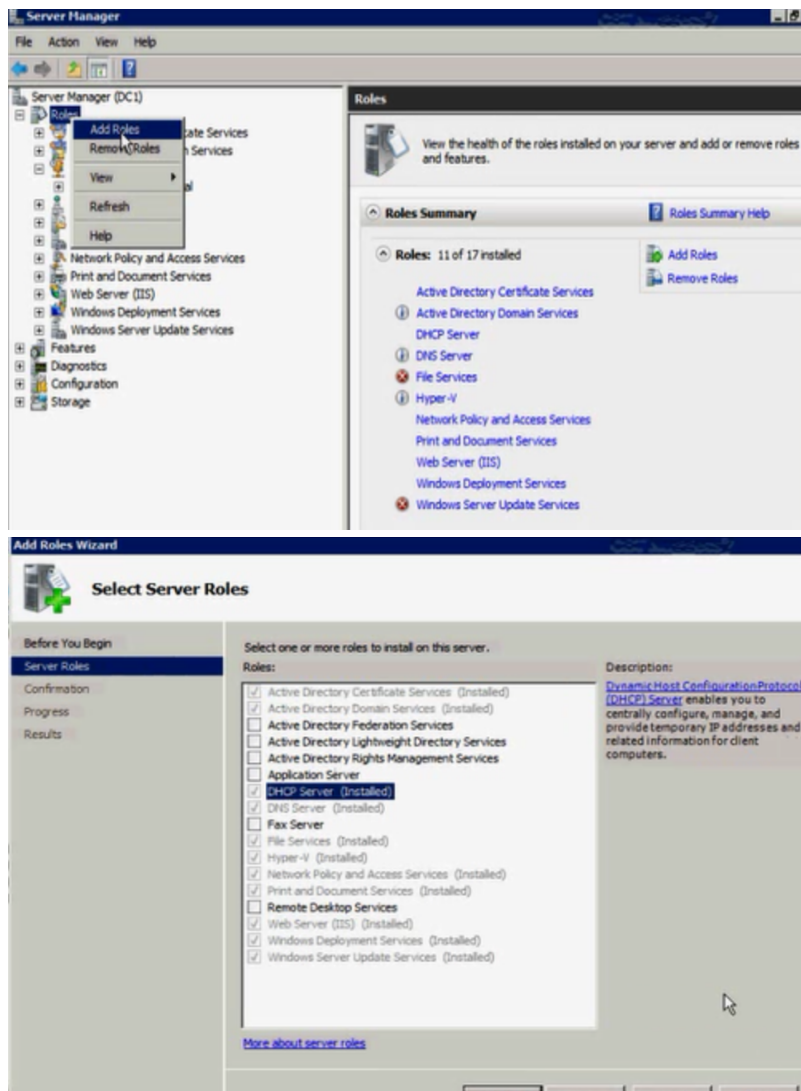 Server Manager
File Action View Help
Server Manager (DC1)
Roles
Add Roles
Remove Roles
View
Refresh
Help
cate Services
n Services
al
Network Policy and Access Services
Print and Document Services
Web Server (IIS)
Windows Deployment Services
Windows Server Update Services
Features
Diagnostics
Configuration
Storage
Roles
View the health of the roles installed on your server and add or remove roles
and features.
Roles Summary
Roles Summary Help
Roles: 11 of 17 installed
Add Roles
Remove Roles
Active Directory Certificate Services
Active Directory Domain Services
DHCP Server
DNS Server
File Services
Hyper-V
Network Policy and Access Services
Print and Document Services
Web Server (IIS)
Windows Deployment Services
Windows Server Update Services
Add Roles Wizard
Select Server Roles
Before You Begin
Server Roles
Confirmation
Progress
Results
Select one or more roles to install on this server.
Roles:
Active Directory Certificate Services (Installed)
Active Directory Domain Services (Installed)
Active Directory Federation Services
Active Directory Lightweight Directory Services
Active Directory Rights Management Services
Application Server
DHCP Server (Installed)
DNS Server (Installed)
Fax Server
File Services (Installed)
Hyper-V (Installed)
Network Policy and Access Services (Installed)
Print and Document Services (Installed)
Remote Desktop Services
Web Server (IIS) (Installed)
Windows Deployment Services (Installed)
Windows Server Update Services (Installed)
More about server roles
Description:
Dynamic Host Configuration Protocol
(DHCP) Server enables you to
centrally configure, manage, and
provide temporary IP addresses and
related information for client
computers.